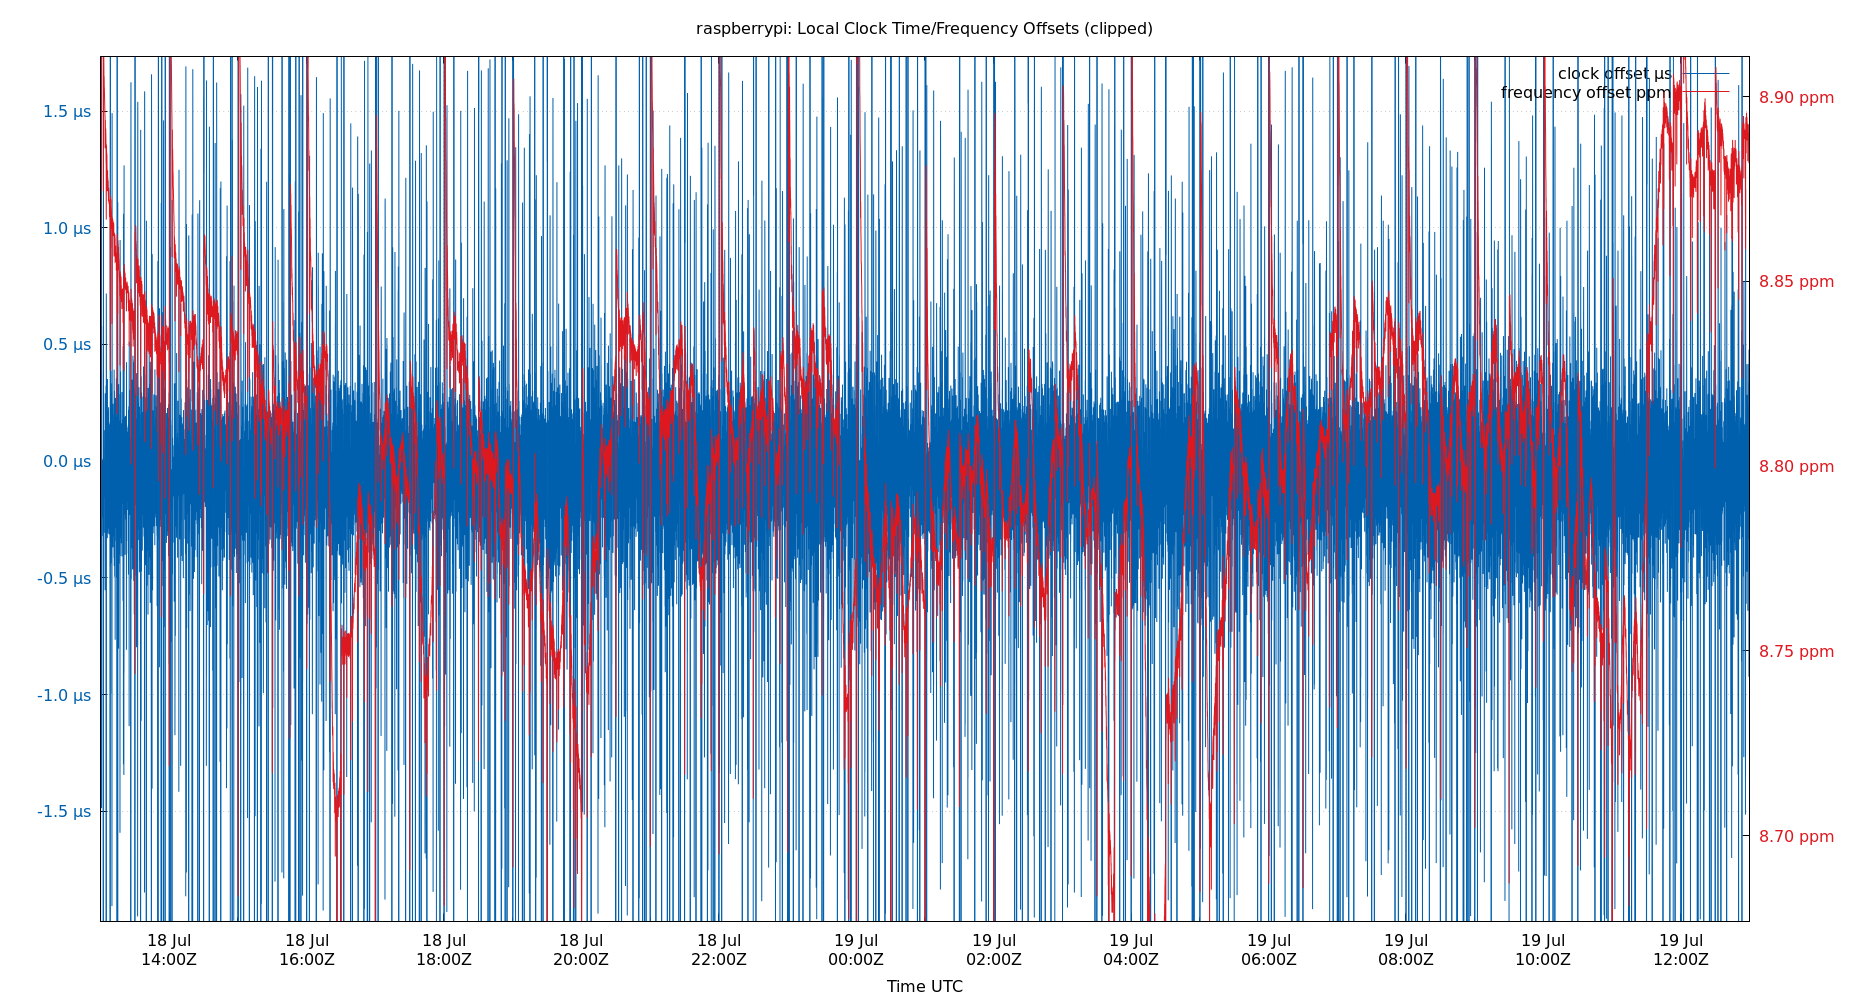 raspberrypi: Local Clock Time/Frequency Offsets (clipped)
clock offset µs
frequency offset ppm
1.5 µs
1.0 µs
0.5 µs
0.0 µs
-0.5 µs
-1.0 µs
-1.5 µs
8.90 ppm
8.85 ppm
8.80 ppm
8.75 ppm
8.70 ppm
18 Jul 18 Jul 18 Jul 18 Jul 18 Jul 19 Jul 19 Jul 19 Jul 19 Jul 19 Jul 19 Jul 19 Jul
14:00Z 16:00Z 18:00Z 20:00Z 22:00Z 00:00Z 02:00Z 04:00Z 06:00Z 08:00Z 10:00Z 12:00Z
Time UTC